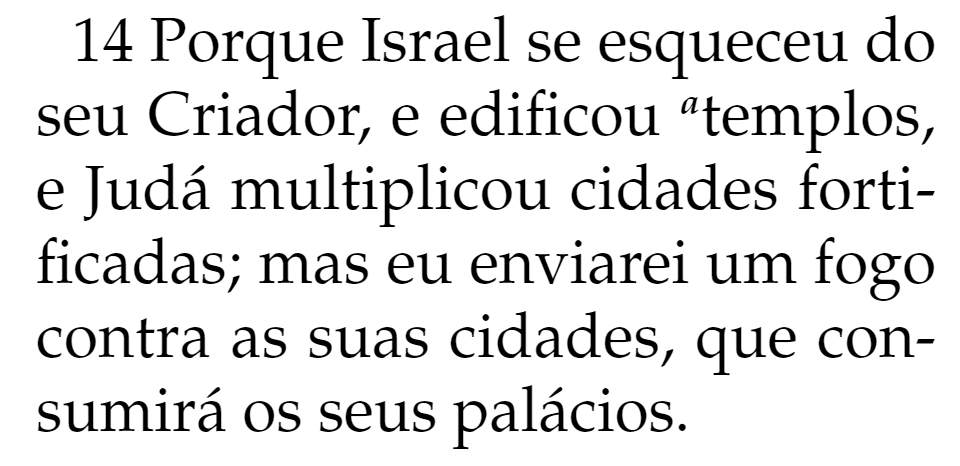 14 Porque Israel se esqueceu do
seu Criador, e edificou ᵃtemplos,
e Judá multiplicou cidades forti-
ficadas; mas eu enviarei um fogo
contra as suas cidades, que con-
sumirá os seus palácios.